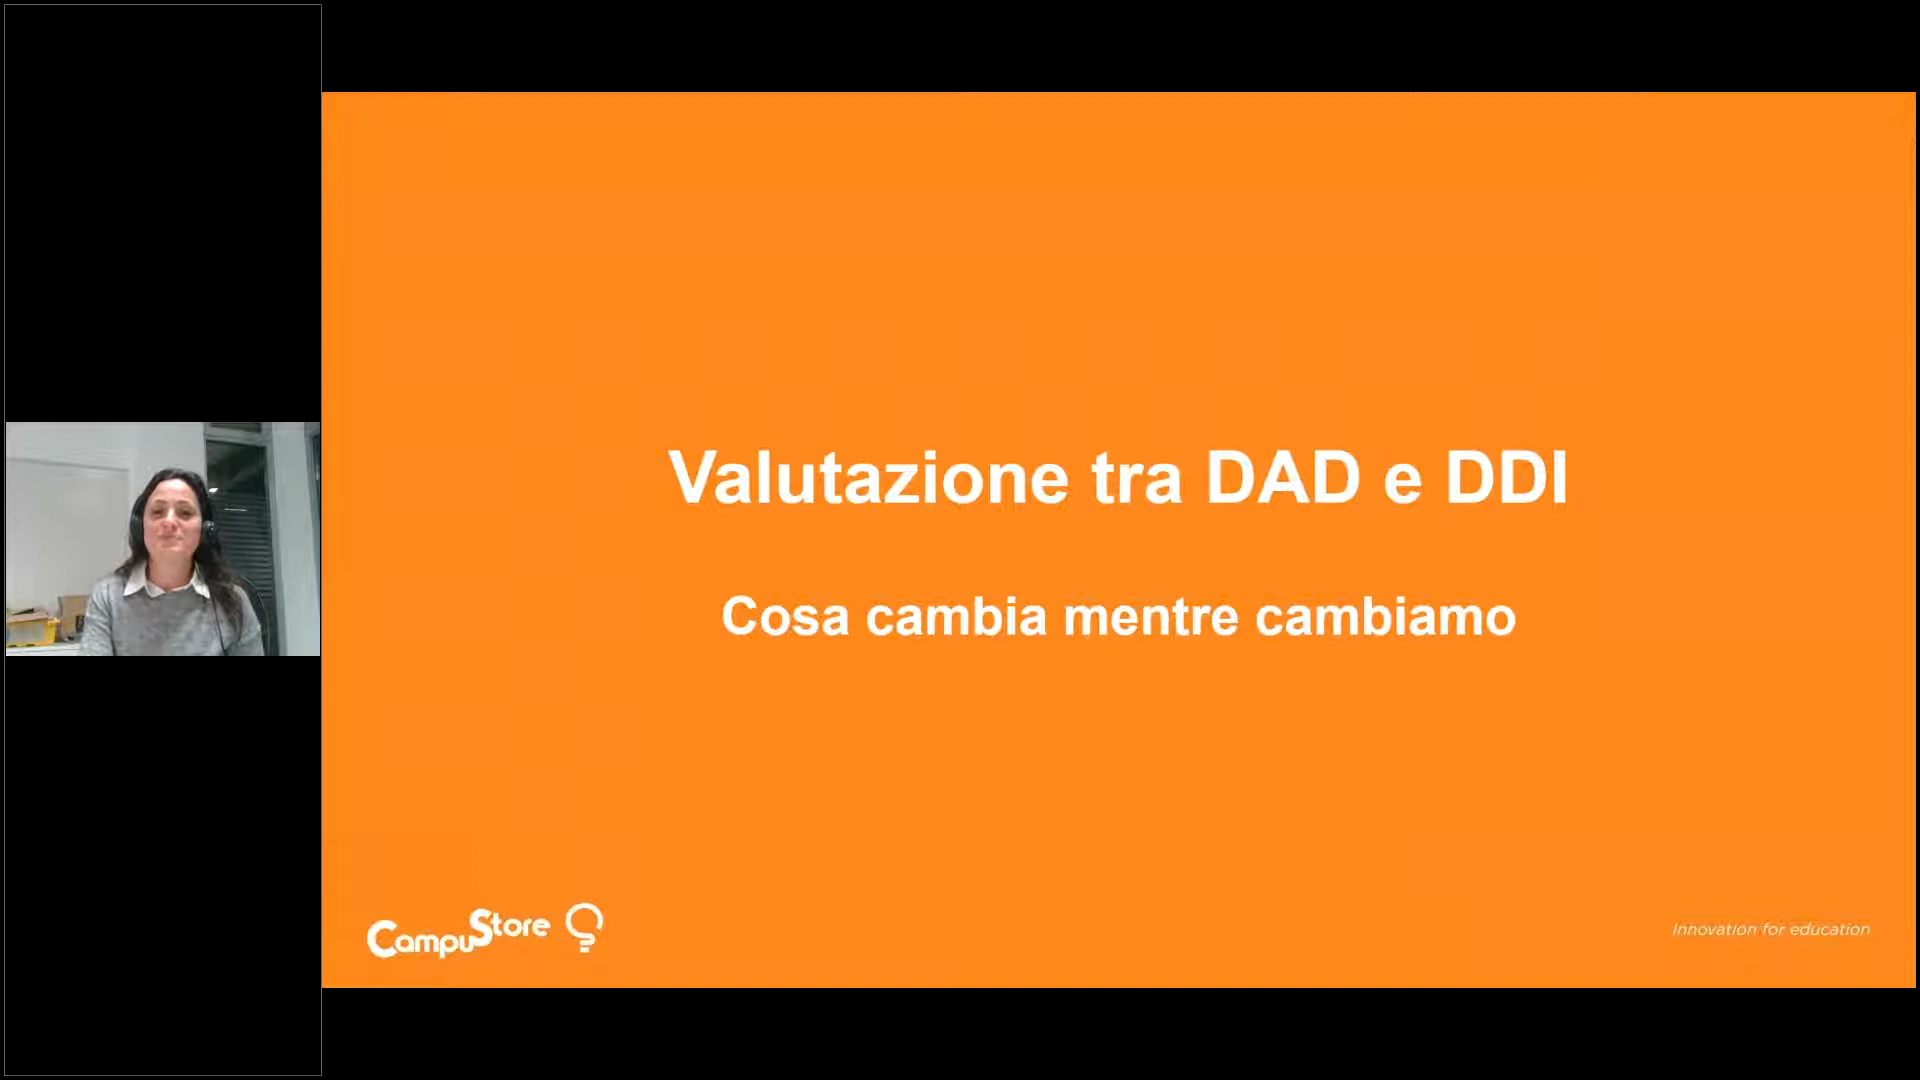 Valutazione tra DAD e DDI
Cosa cambia mentre cambiamo
CampuStore
Innovation for education